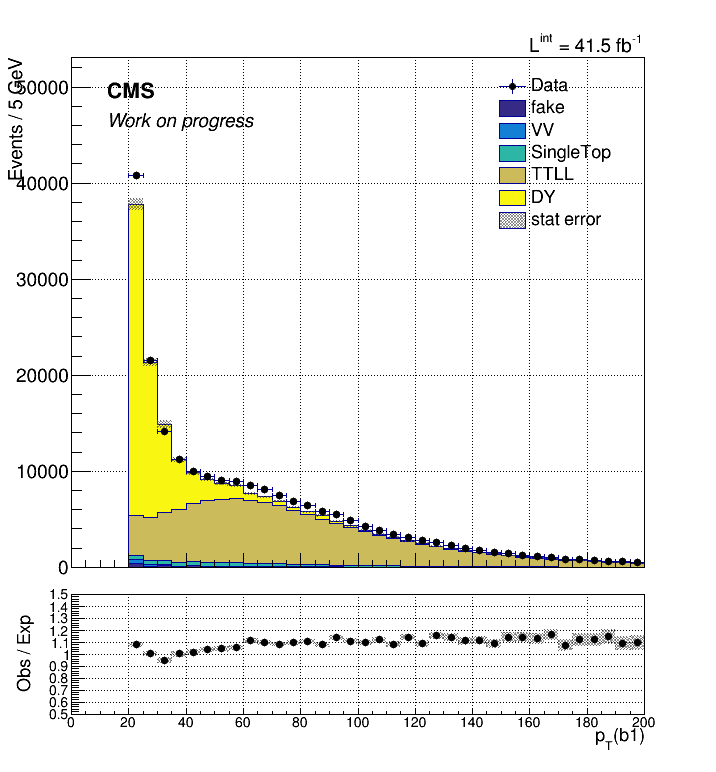 L^int = 41.5 fb^-1
Events / 5 GeV
50000
40000
30000
20000
10000
0
CMS
Work on progress
Data
fake
VV
SingleTop
TTLL
DY
stat error
Obs / Exp
1.5
1.4
1.3
1.2
1.1
1
0.9
0.8
0.7
0.6
0.5
0 20 40 60 80 100 120 140 160 180 200
p_T(b1)